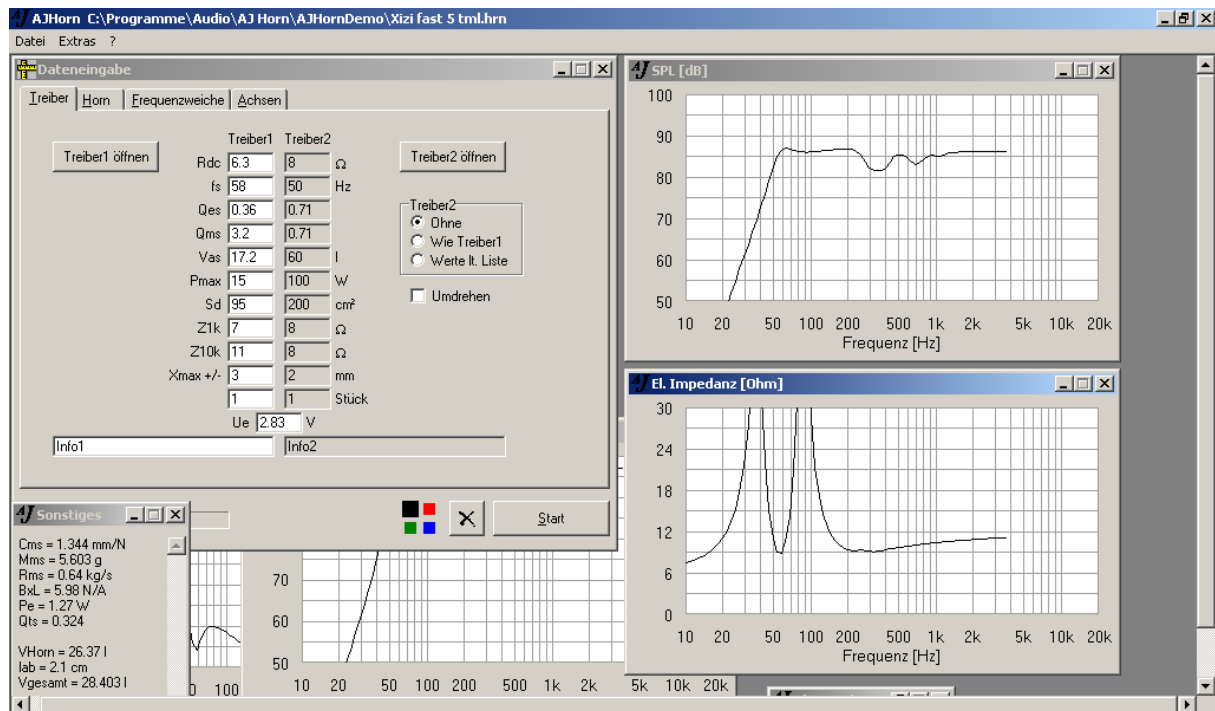 AJHorn C:\Programme\Audio\AJ Horn\AJHornDemo\Xizi fast 5 tml.hrn
Datei Extras ?
Dateneingabe
Treiber Horn Frequenzweiche Achsen
Treiber1 Treiber2
Treiber1 öffnen
Treiber2 öffnen
Rdc 6.3 8 Ω
fs 58 50 Hz
Qes 0.36 0.71
Qms 3.2 0.71
Vas 17.2 60 l
Pmax 15 100 W
Sd 95 200 cm²
Z1k 7 8 Ω
Z10k 11 8 Ω
Xmax +/- 3 2 mm
1 1 Stück
Ue 2.83 V
Info1 Info2
Treiber2
Ohne
Wie Treiber1
Werte lt. Liste
Umdrehen
Start
AJ Sonstiges
Cms = 1.344 mm/N
Mms = 5.603 g
Rms = 0.64 kg/s
BxL = 5.98 N/A
Pe = 1.27 W
Qts = 0.324
VHorn = 26.37 l
lab = 2.1 cm
Vgesamt = 28.403 l
0 100
70
60
50
10 20 50 100 200 500 1k 2k 5k 10k 20k
AJ SPL [dB]
100
90
80
70
60
50
10 20 50 100 200 500 1k 2k 5k 10k 20k
Frequenz [Hz]
AJ El. Impedanz [Ohm]
30
24
18
12
6
0
10 20 50 100 200 500 1k 2k 5k 10k 20k
Frequenz [Hz]